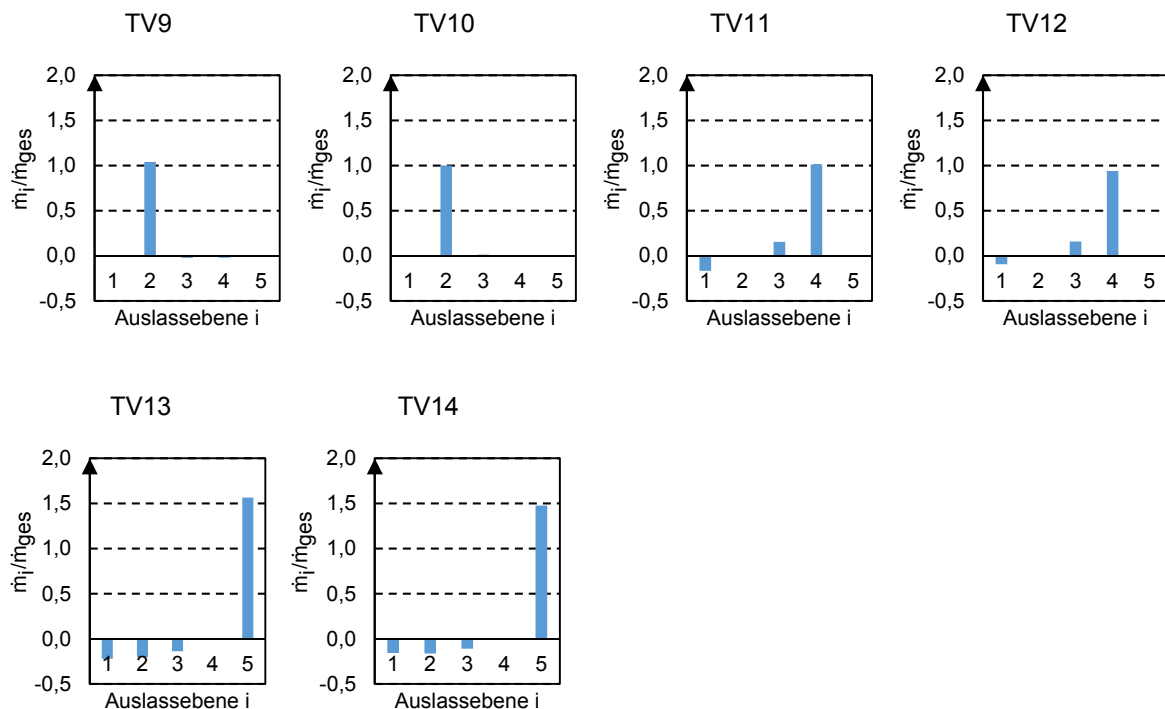 TV9 TV10 TV11 TV12
2,0 2,0 2,0 2,0
1,5 1,5 1,5 1,5
1,0 1,0 1,0 1,0
0,5 0,5 0,5 0,5
0,0 0,0 0,0 0,0
-0,5 -0,5 -0,5 -0,5
ṁi/ṁges ṁi/ṁges ṁi/ṁges ṁi/ṁges
1 2 3 4 5 1 2 3 4 5 1 2 3 4 5 1 2 3 4 5
Auslassebene i Auslassebene i Auslassebene i Auslassebene i
TV13 TV14
2,0 2,0
1,5 1,5
1,0 1,0
0,5 0,5
0,0 0,0
-0,5 -0,5
ṁi/ṁges ṁi/ṁges
1 2 3 4 5 1 2 3 4 5
Auslassebene i Auslassebene i